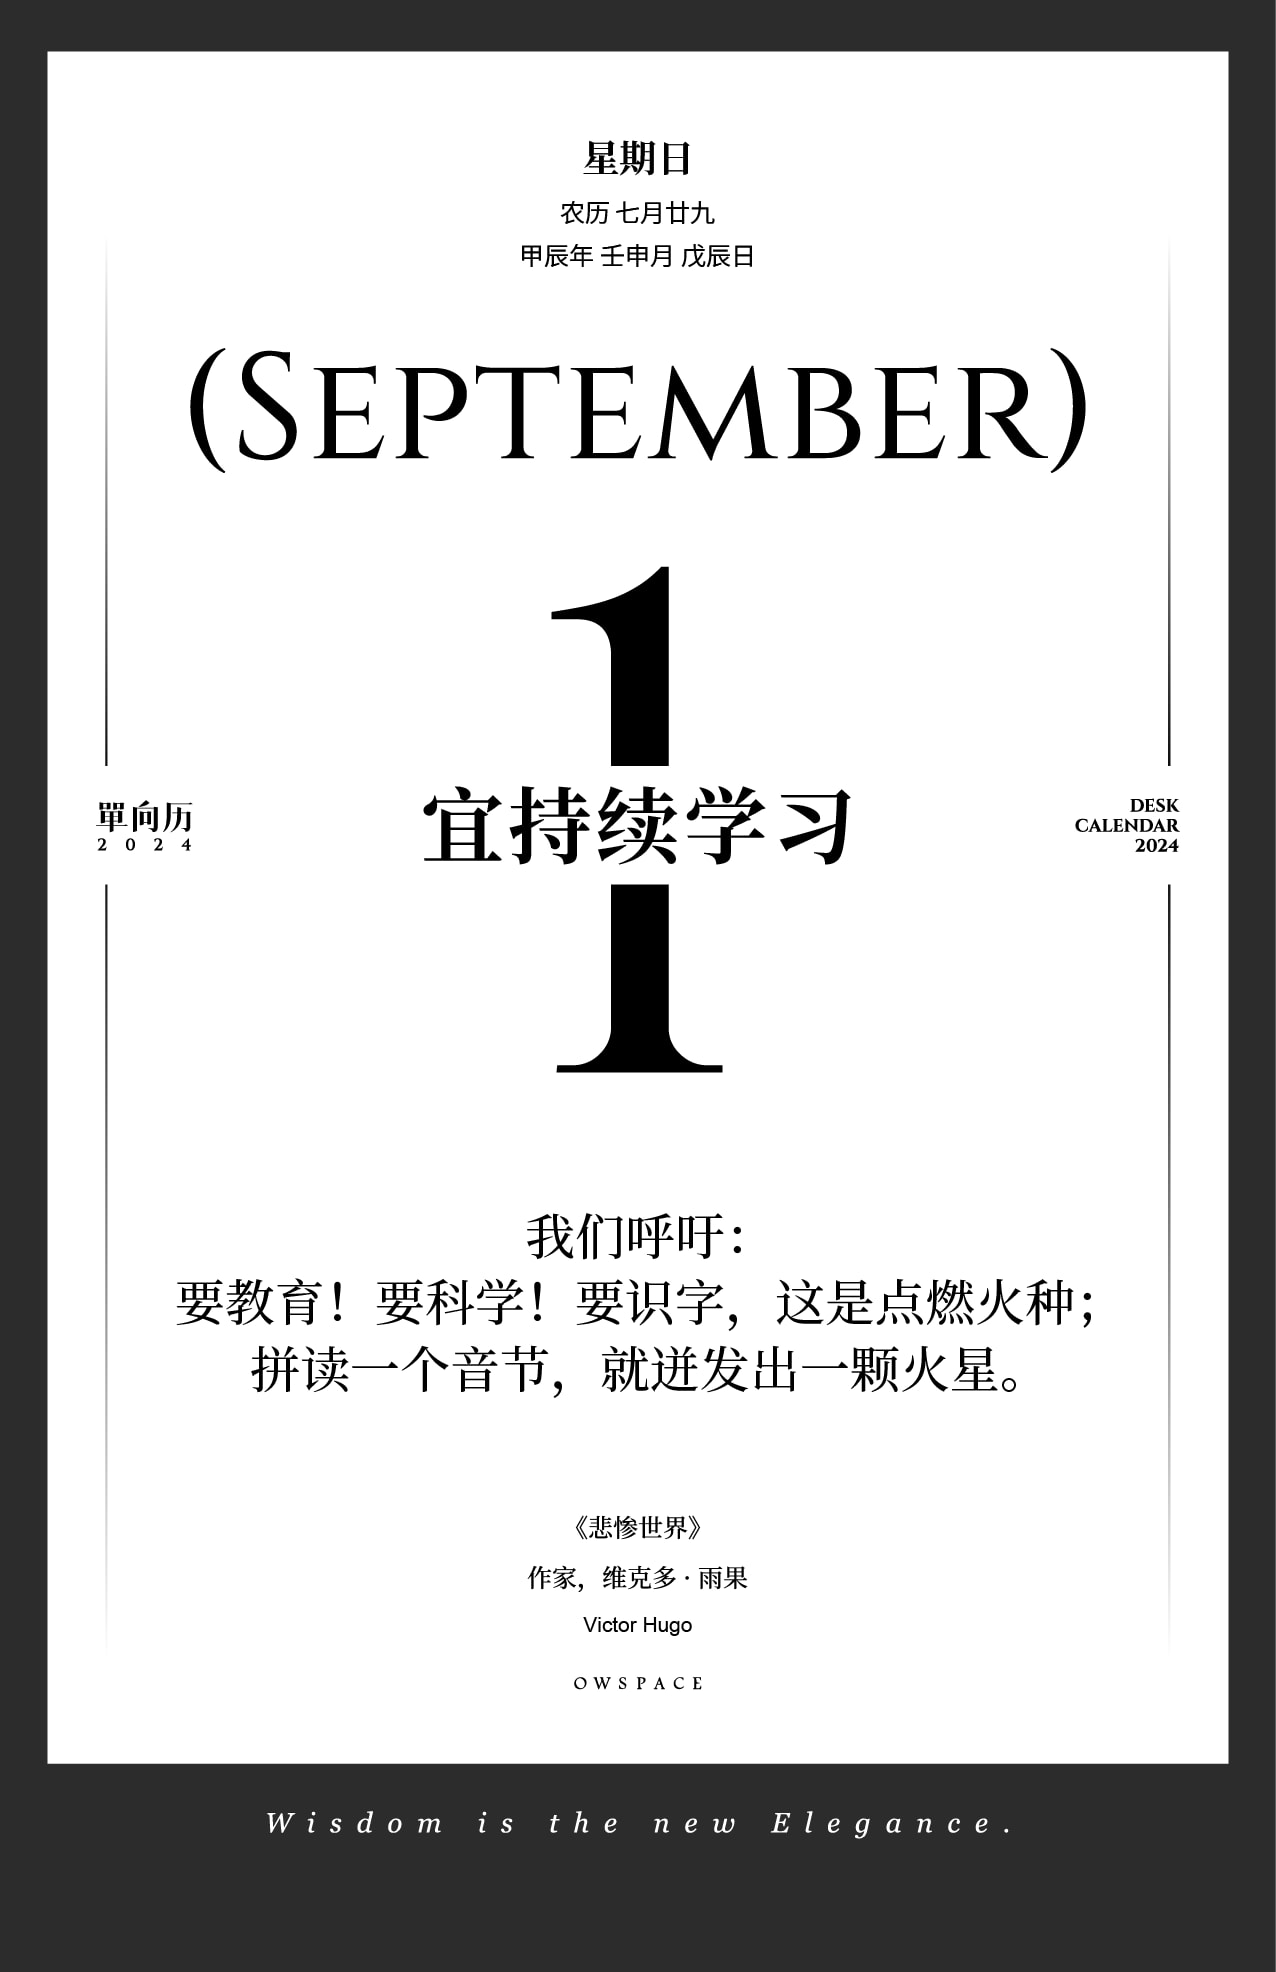 星期日
农历 七月廿九
甲辰年 壬申月 戊辰日
(SEPTEMBER)
1
單向历
2024
宜持续学习
DESK
CALENDAR
2024
我们呼吁：
要教育！要科学！要识字，这是点燃火种；
拼读一个音节，就迸发出一颗火星。
《悲惨世界》
作家，维克多 · 雨果
Victor Hugo
OWSPACE
Wisdom is the new Elegance.